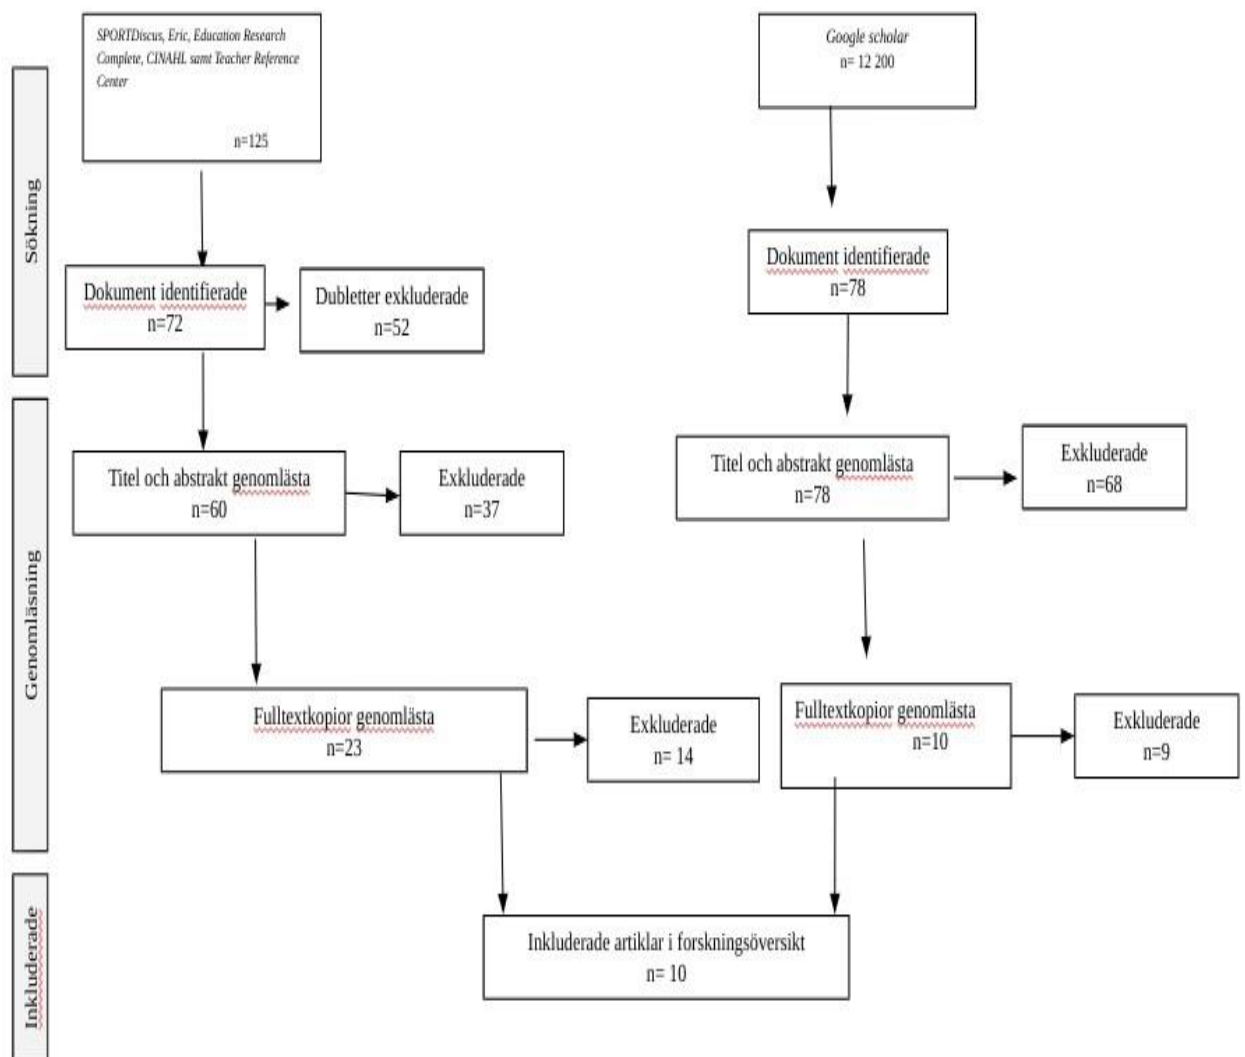 SPORTDiscus, Eric, Education Research
Complete, CINAHL samt Teacher Reference
Center
n=125
Google scholar
n= 12 200
Sökning
Dokument identifierade
n=72
Dubletter exkluderade
n=52
Dokument identifierade
n=78
Genomläsning
Titel och abstrakt genomlästa
n=60
Exkluderade
n=37
Titel och abstrakt genomlästa
n=78
Exkluderade
n=68
Fulltextkopior genomlästa
n=23
Exkluderade
n= 14
Fulltextkopior genomlästa
n=10
Exkluderade
n=9
Inkluderade
Inkluderade artiklar i forskningsöversikt
n= 10